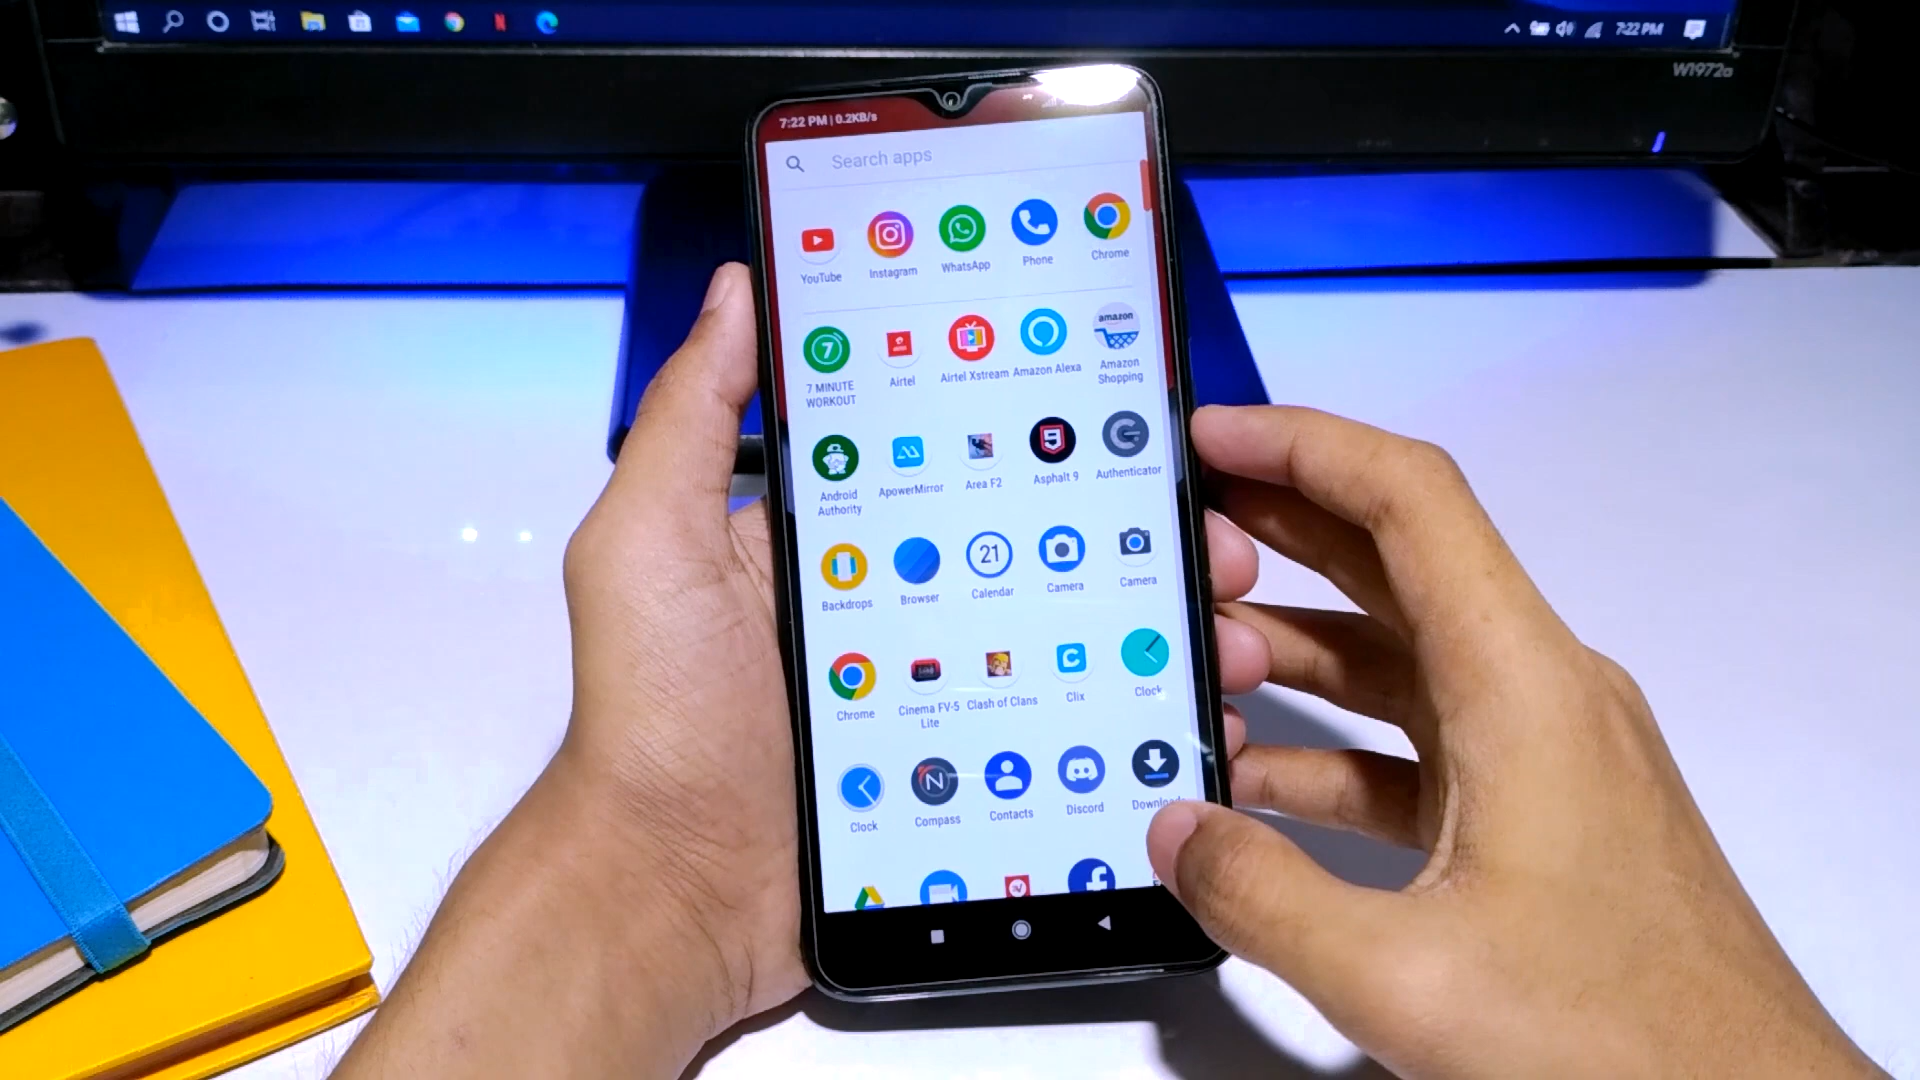 7:22 PM
W1972a
7:22 PM | 0.2KB/s
Search apps
YouTube
Instagram
WhatsApp
Phone
Chrome
7
amazon
7 MINUTE
WORKOUT
Airtel
Airtel Xstream
Amazon Alexa
Amazon
Shopping
9
Android
Authority
ApowerMirror
Area F2
Asphalt 9
Authenticator
21
Backdrops
Browser
Calendar
Camera
Camera
Chrome
Cinema FV-5
Lite
Clash of Clans
Clix
Clock
N
Clock
Compass
Contacts
Discord